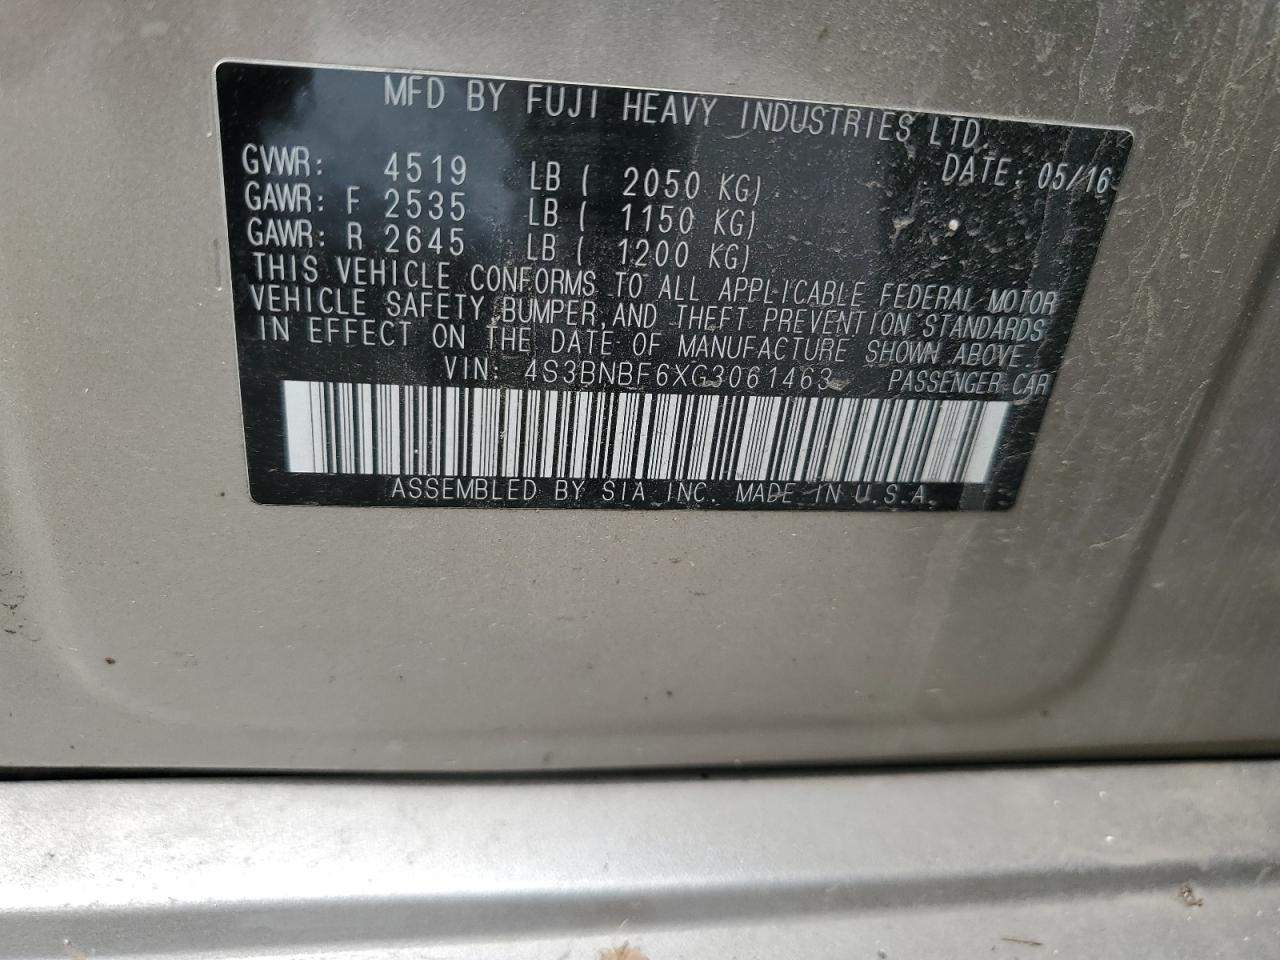 MFD BY FUJI HEAVY INDUSTRIES LTD.
DATE: 05/16
GVWR: 4519 LB ( 2050 KG)
GAWR: F 2535 LB ( 1150 KG)
GAWR: R 2645 LB ( 1200 KG)
THIS VEHICLE CONFORMS TO ALL APPLICABLE FEDERAL MOTOR
VEHICLE SAFETY, BUMPER, AND THEFT PREVENTION STANDARDS
IN EFFECT ON THE DATE OF MANUFACTURE SHOWN ABOVE.
VIN: 4S3BNBF6XG3061463 PASSENGER CAR
ASSEMBLED BY SIA INC. MADE IN U.S.A.